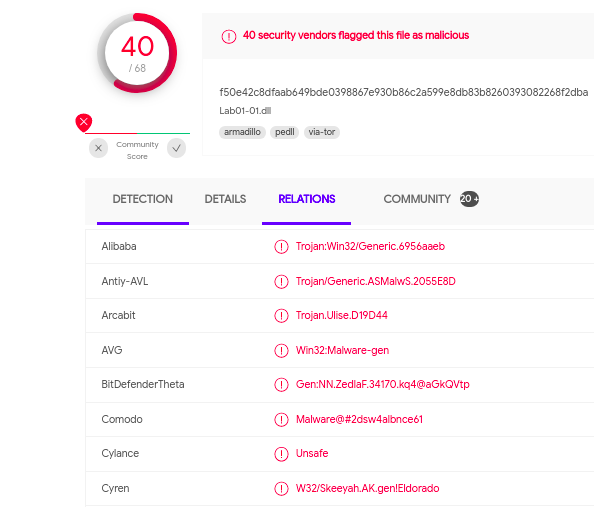 40
/ 68
Community
Score
40 security vendors flagged this file as malicious
f50e42c8dfaab649bde0398867e930b86c2a599e8db83b8260393082268f2dba
Lab01-01.dll
armadillo pedll via-tor
DETECTION DETAILS RELATIONS COMMUNITY 20 +
Alibaba Trojan:Win32/Generic.6956aaeb
Antiy-AVL Trojan/Generic.ASMalwS.2055E8D
Arcabit Trojan.Ulise.D19D44
AVG Win32:Malware-gen
BitDefenderTheta Gen:NN.ZedlaF.34170.kq4@aGkQVtp
Comodo Malware@#2dsw4albnce61
Cylance Unsafe
Cyren W32/Skeeyah.AK.gen!Eldorado